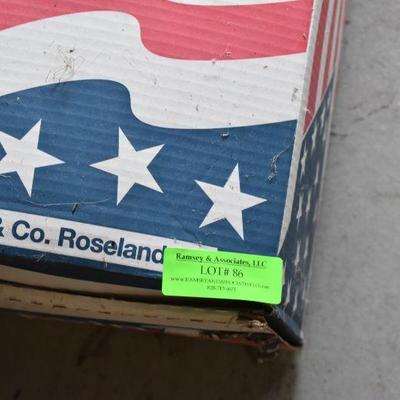 & Co. Roseland
Ramsey & Associates, LLC
LOT# 86